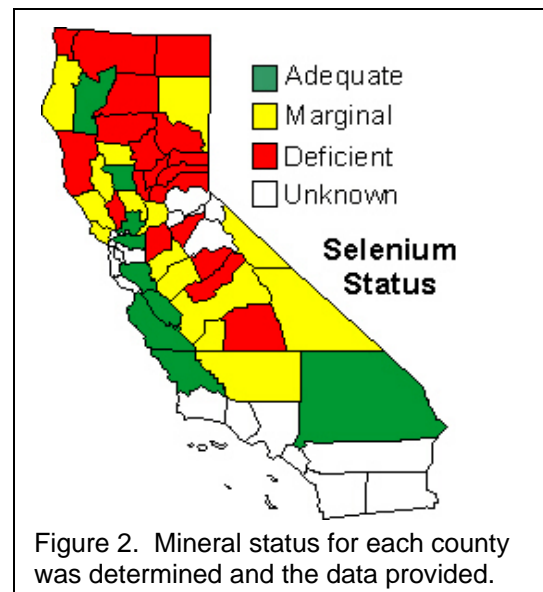 Adequate
Marginal
Deficient
Unknown
Selenium
Status
Figure 2.  Mineral status for each county
was determined and the data provided.